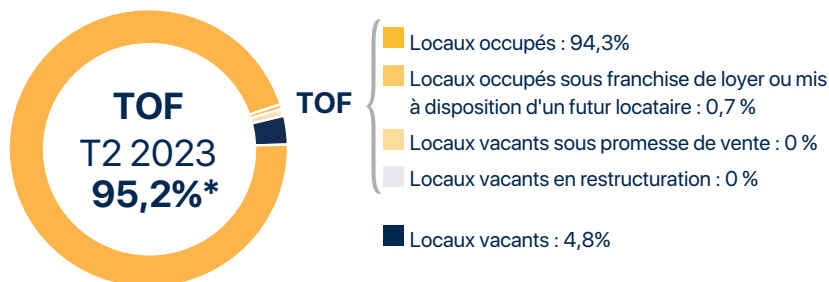 TOF
T2 2023
95,2%*
TOF
Locaux occupés : 94,3%
Locaux occupés sous franchise de loyer ou mis
à disposition d'un futur locataire : 0,7 %
Locaux vacants sous promesse de vente : 0 %
Locaux vacants en restructuration : 0 %
Locaux vacants : 4,8%